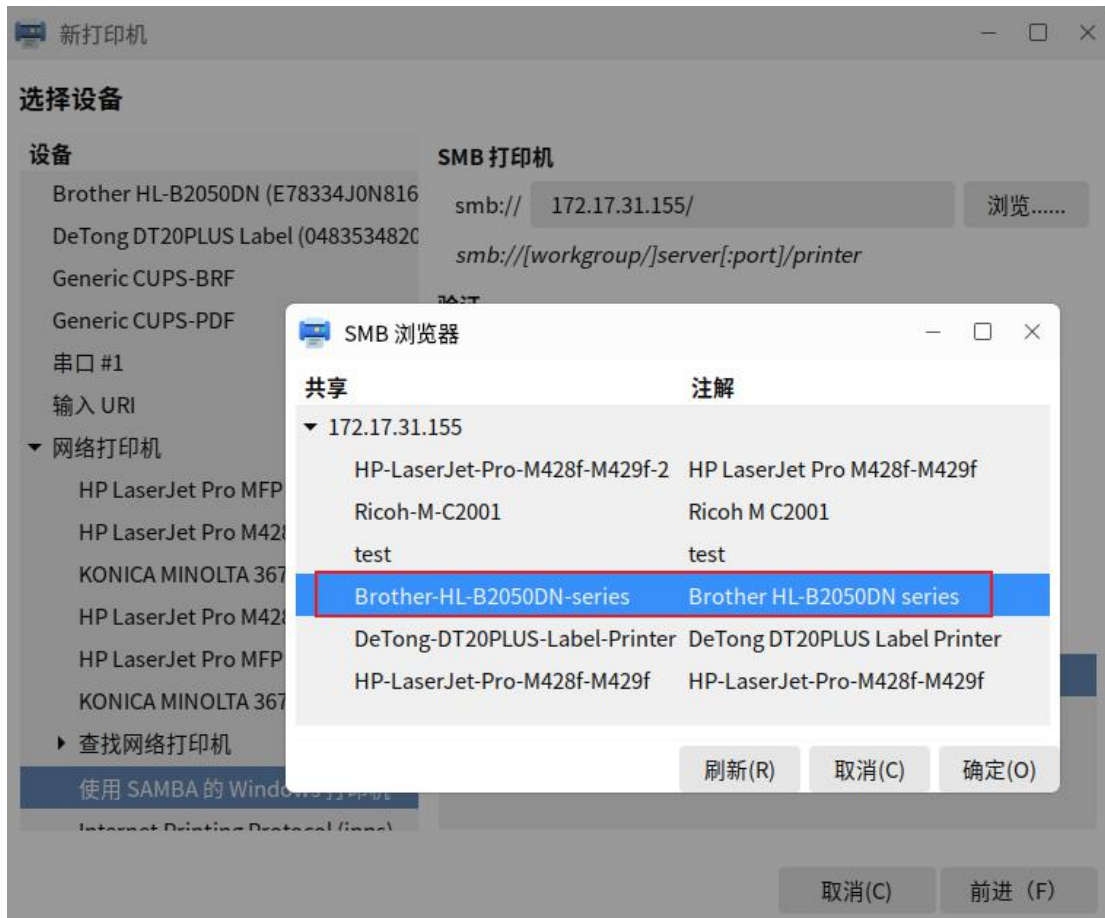 新打印机
选择设备
设备
Brother HL-B2050DN (E78334J0N816
DeTong DT20PLUS Label (0483534820
Generic CUPS-BRF
Generic CUPS-PDF
串口 #1
输入 URI
网络打印机
HP LaserJet Pro MFP
HP LaserJet Pro M428
KONICA MINOLTA 367
HP LaserJet Pro M428
HP LaserJet Pro MFP
KONICA MINOLTA 367
查找网络打印机
使用 SAMBA 的 Windows 打印机
Internet Printing Protocol (ipps)
SMB 打印机
smb:// 172.17.31.155/ 浏览......
smb://[workgroup/]server[:port]/printer
验证
SMB 浏览器
共享 注解
172.17.31.155
HP-LaserJet-Pro-M428f-M429f-2 HP LaserJet Pro M428f-M429f
Ricoh-M-C2001 Ricoh M C2001
test test
Brother-HL-B2050DN-series Brother HL-B2050DN series
DeTong-DT20PLUS-Label-Printer DeTong DT20PLUS Label Printer
HP-LaserJet-Pro-M428f-M429f HP-LaserJet-Pro-M428f-M429f
刷新(R) 取消(C) 确定(O)
取消(C) 前进（F）